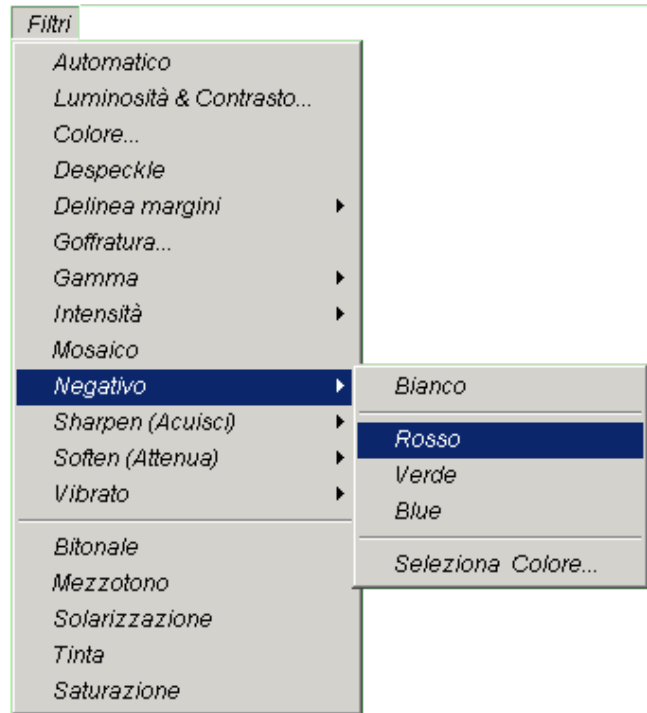 Filtri
Automatico
Luminosità & Contrasto...
Colore...
Despeckle
Delinea margini
Goffratura...
Gamma
Intensità
Mosaico
Negativo
Sharpen (Acuisci)
Soften (Attenua)
Vibrato
Bitonale
Mezzotono
Solarizzazione
Tinta
Saturazione
Bianco
Rosso
Verde
Blue
Seleziona Colore...